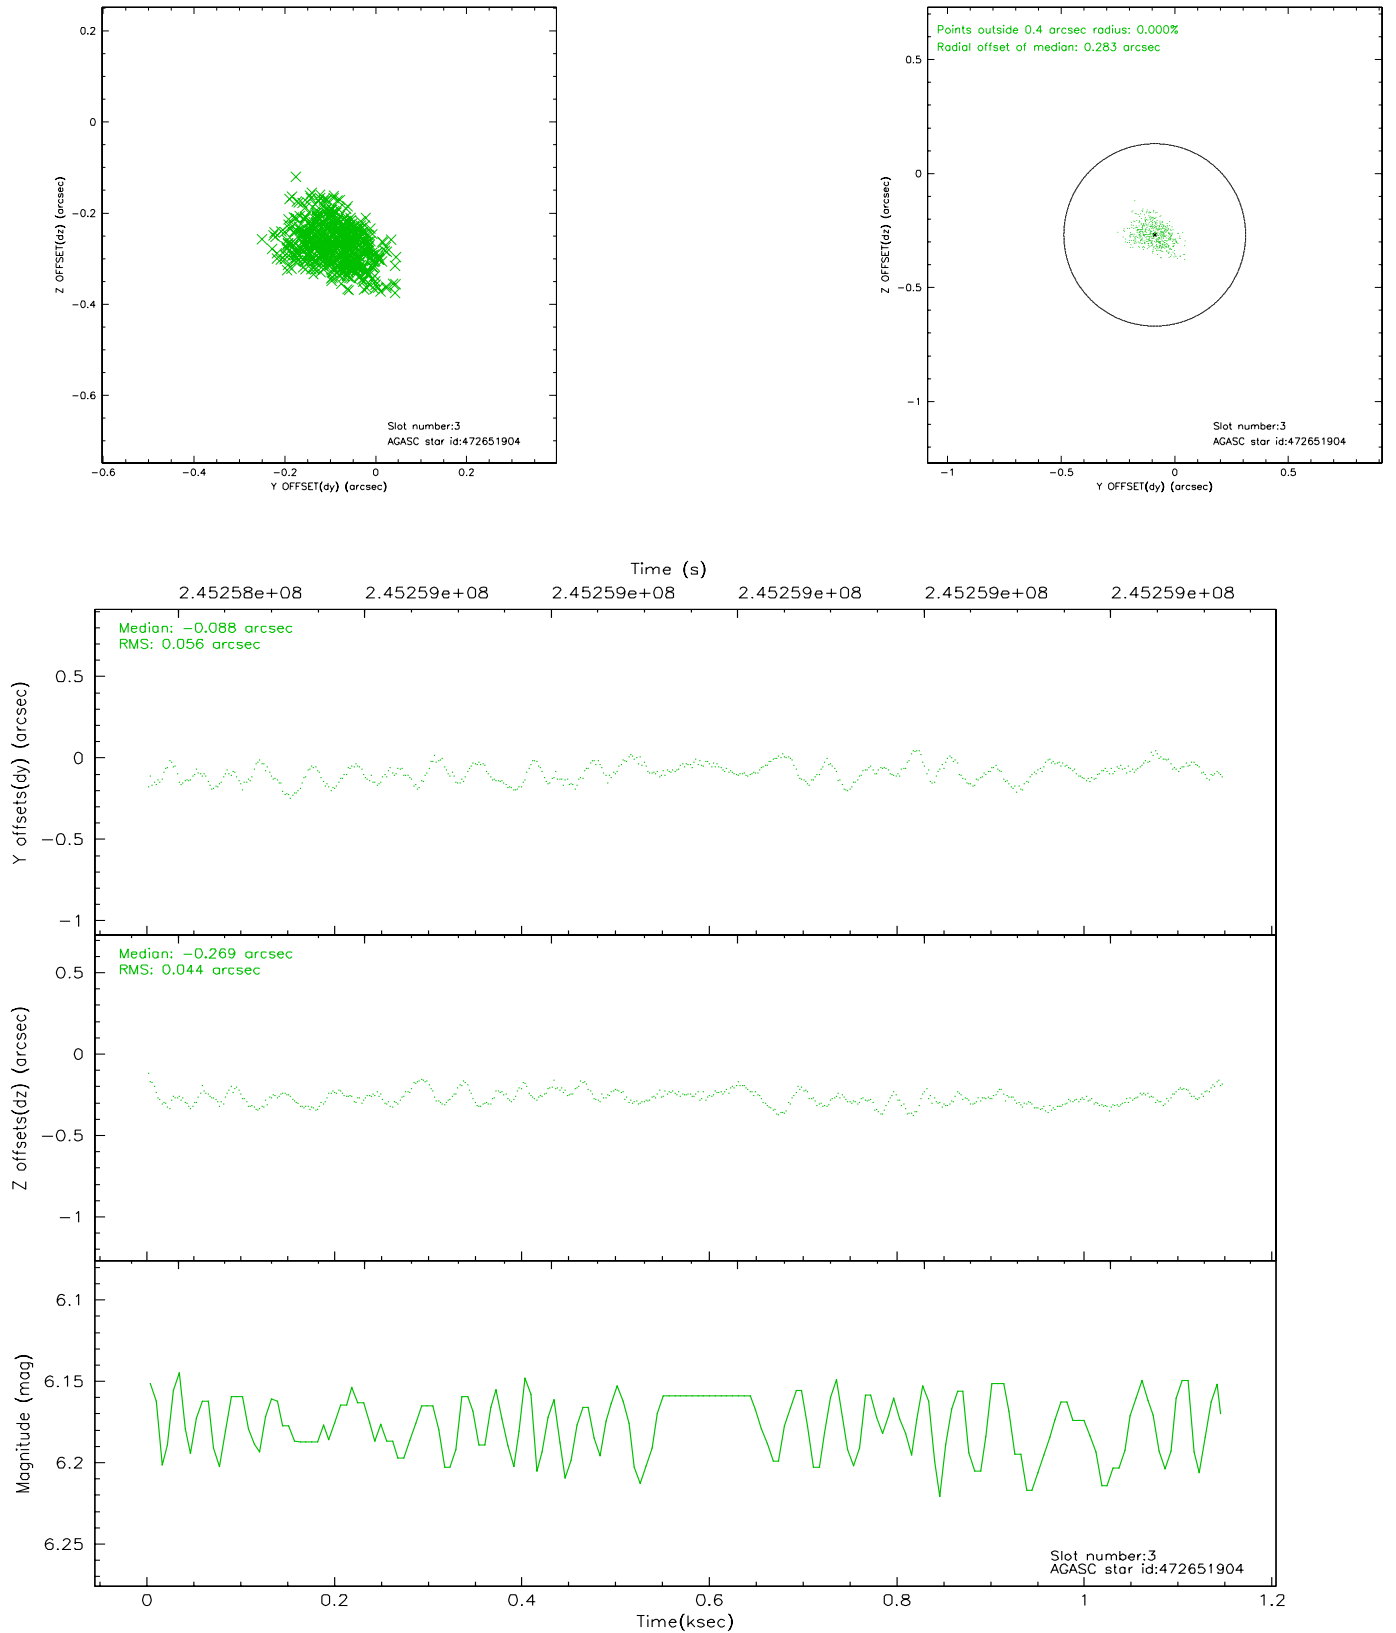 0.2
0
−0.2
−0.4
−0.6
Z OFFSET(dz) (arcsec)
Slot number:3
AGASC star id:472651904
−0.6
−0.4
−0.2
0
0.2
Y OFFSET(dy) (arcsec)
Points outside 0.4 arcsec radius: 0.000%
Radial offset of median: 0.283 arcsec
0.5
0
−0.5
−1
Z OFFSET(dz) (arcsec)
Slot number:3
AGASC star id:472651904
−1
−0.5
0
0.5
Y OFFSET(dy) (arcsec)
Time (s)
2.45258e+08
2.45259e+08
2.45259e+08
2.45259e+08
2.45259e+08
2.45259e+08
Median: −0.088 arcsec
RMS: 0.056 arcsec
0.5
0
−0.5
−1
Y offsets(dy) (arcsec)
Median: −0.269 arcsec
RMS: 0.044 arcsec
0.5
0
−0.5
−1
Z offsets(dz) (arcsec)
6.1
6.15
6.2
6.25
Magnitude (mag)
Slot number:3
AGASC star id:472651904
0
0.2
0.4
0.6
0.8
1
1.2
Time(ksec)